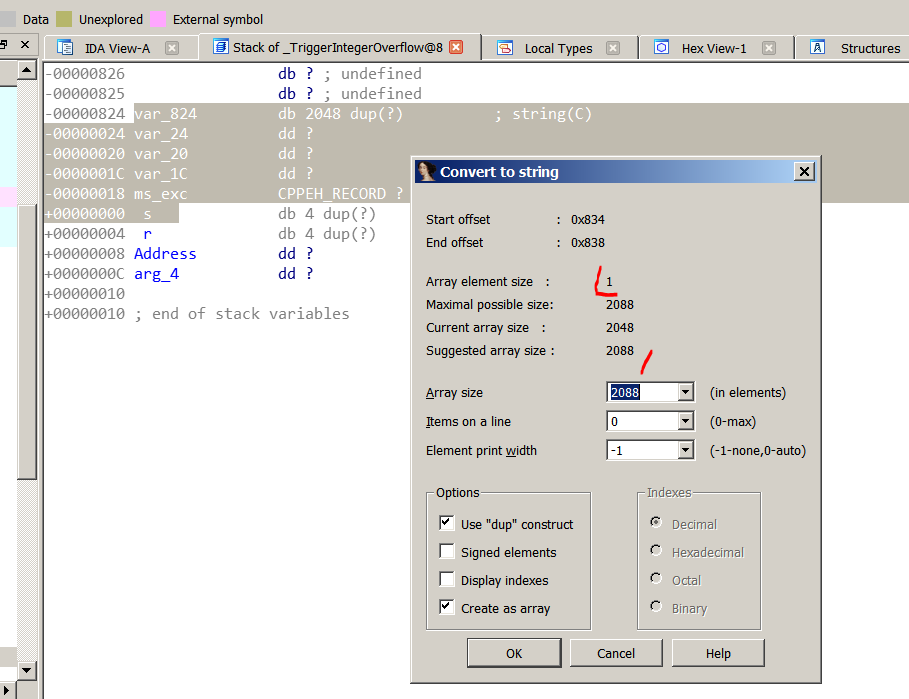 Data Unexplored External symbol
IDA View-A Stack of _TriggerIntegerOverflow@8 Local Types Hex View-1 Structures
-00000826 db ? ; undefined
-00000825 db ? ; undefined
-00000824 var_824 db 2048 dup(?) ; string(C)
-00000024 var_24 dd ?
-00000020 var_20 dd ?
-0000001C var_1C dd ?
-00000018 ms_exc CPPEH_RECORD ?
+00000000 s db 4 dup(?)
+00000004 r db 4 dup(?)
+00000008 Address dd ?
+0000000C arg_4 dd ?
+00000010
+00000010 ; end of stack variables
Convert to string
Start offset : 0x834
End offset : 0x838
Array element size : 1
Maximal possible size: 2088
Current array size : 2048
Suggested array size : 2088
Array size 2088 (in elements)
Items on a line 0 (0-max)
Element print width -1 (-1-none,0-auto)
Options Indexes
Use "dup" construct Decimal
Signed elements Hexadecimal
Display indexes Octal
Create as array Binary
OK Cancel Help